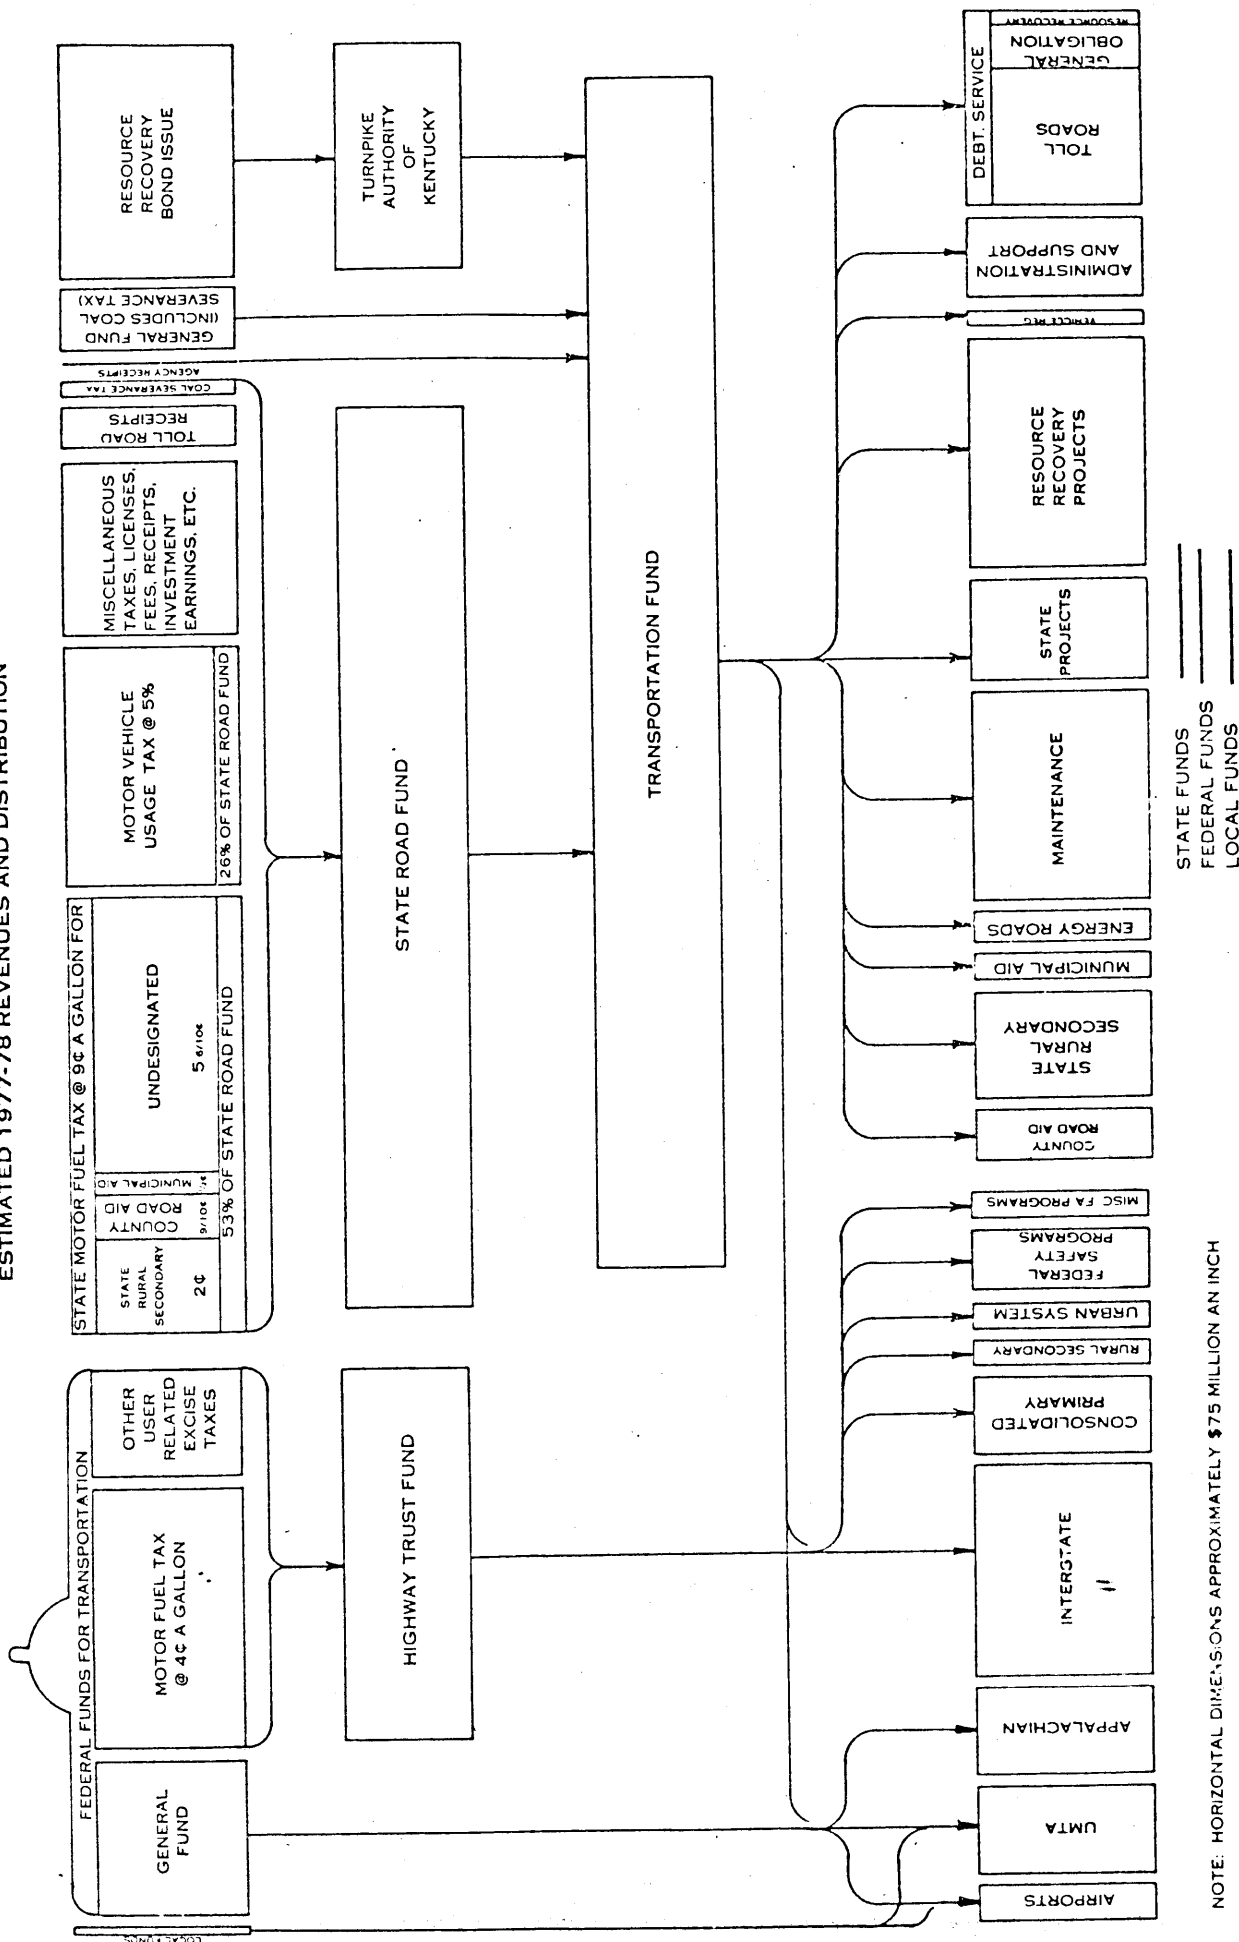 ESTIMATED 1977-78 REVENUES AND DISTRIBUTION
LOCAL FUNDS
FEDERAL FUNDS FOR TRANSPORTATION
GENERAL
FUND
MOTOR FUEL TAX
@ 4¢ A GALLON
OTHER
USER
RELATED
EXCISE
TAXES
STATE MOTOR FUEL TAX @ 9¢ A GALLON FOR
STATE
RURAL
SECONDARY
2¢
COUNTY
ROAD AID
9/10¢
MUNICIPAL AID
UNDESIGNATED
5 6/10¢
53% OF STATE ROAD FUND
MOTOR VEHICLE
USAGE TAX @ 5%
26% OF STATE ROAD FUND
MISCELLANEOUS
TAXES, LICENSES,
FEES, RECEIPTS,
INVESTMENT
EARNINGS, ETC.
TOLL ROAD
RECEIPTS
COAL SEVERANCE TAX
AGENCY RECEIPTS
GENERAL FUND
(INCLUDES COAL
SEVERANCE TAX)
RESOURCE
RECOVERY
BOND ISSUE
HIGHWAY TRUST FUND
STATE ROAD FUND
TURNPIKE
AUTHORITY
OF
KENTUCKY
TRANSPORTATION FUND
AIRPORTS
UMTA
APPALACHIAN
INTERSTATE
CONSOLIDATED
PRIMARY
RURAL SECONDARY
URBAN SYSTEM
FEDERAL
SAFETY
PROGRAMS
MISC FA PROGRAMS
COUNTY
ROAD AID
STATE
RURAL
SECONDARY
MUNICIPAL AID
ENERGY ROADS
MAINTENANCE
STATE
PROJECTS
RESOURCE
RECOVERY
PROJECTS
VEHICLE REG
ADMINISTRATION
AND SUPPORT
DEBT. SERVICE
TOLL
ROADS
GENERAL
OBLIGATION
RESOURCE RECOVERY
NOTE: HORIZONTAL DIMENSIONS APPROXIMATELY $75 MILLION AN INCH
STATE FUNDS
FEDERAL FUNDS
LOCAL FUNDS